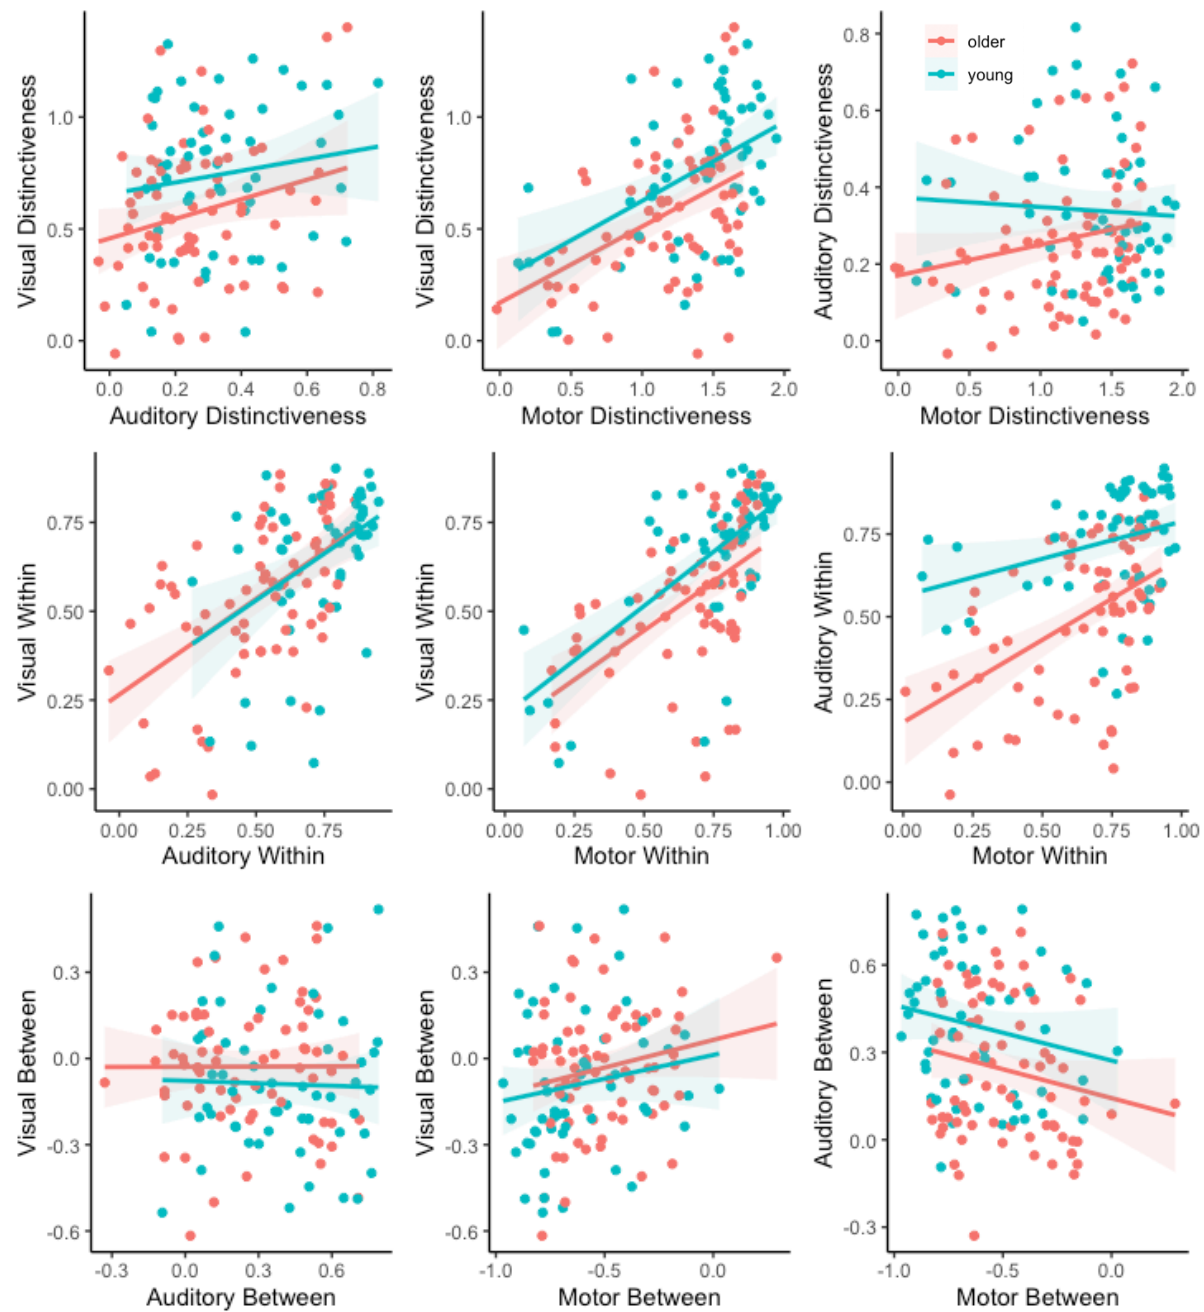 Visual Distinctiveness
1.0
0.5
0.0
0.0 0.2 0.4 0.6 0.8
Auditory Distinctiveness
Visual Distinctiveness
1.0
0.5
0.0
0.0 0.5 1.0 1.5 2.0
Motor Distinctiveness
Auditory Distinctiveness
0.8
0.6
0.4
0.2
0.0
older
young
0.0 0.5 1.0 1.5 2.0
Motor Distinctiveness
Visual Within
0.75
0.50
0.25
0.00
0.00 0.25 0.50 0.75
Auditory Within
Visual Within
0.75
0.50
0.25
0.00
0.00 0.25 0.50 0.75 1.00
Motor Within
Auditory Within
0.75
0.50
0.25
0.00
0.00 0.25 0.50 0.75 1.00
Motor Within
Visual Between
0.3
0.0
-0.3
-0.6
-0.3 0.0 0.3 0.6
Auditory Between
Visual Between
0.3
0.0
-0.3
-0.6
-1.0 -0.5 0.0
Motor Between
Auditory Between
0.6
0.3
0.0
-0.3
-1.0 -0.5 0.0
Motor Between